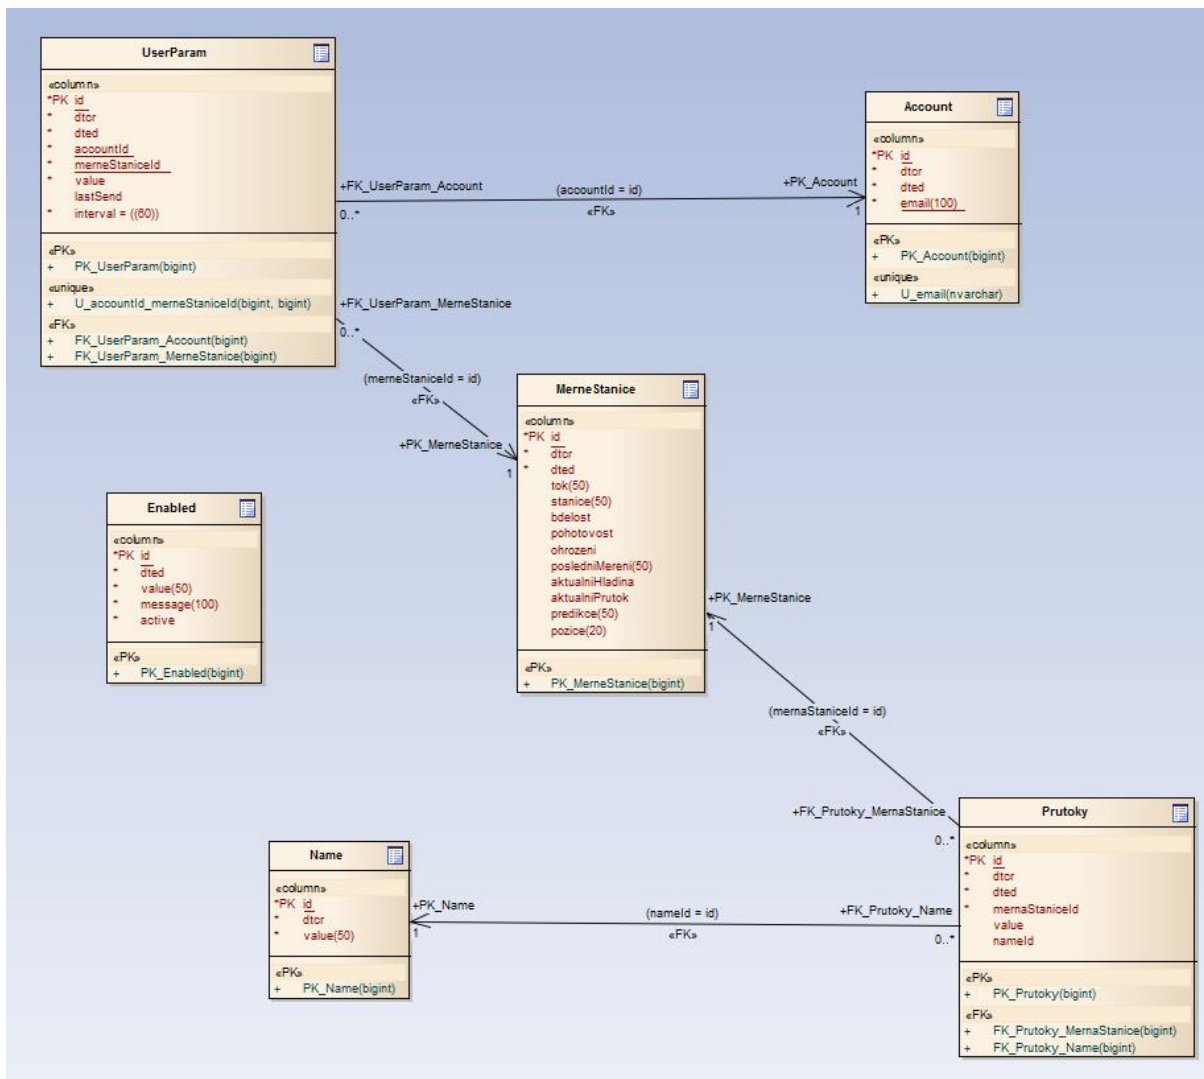 UserParam
«column»
*PK id
* dtcr
* dted
* accountId
* merneStaniceId
* value
lastSend
* interval = ((60))
«PK»
+ PK_UserParam(bigint)
«unique»
+ U_accountId_merneStaniceId(bigint, bigint)
«FK»
+ FK_UserParam_Account(bigint)
+ FK_UserParam_MerneStanice(bigint)
+FK_UserParam_Account
0..*
(accountId = id)
«FK»
+PK_Account
1
Account
«column»
*PK id
* dtcr
* dted
* email(100)
«PK»
+ PK_Account(bigint)
«unique»
+ U_email(nvarchar)
+FK_UserParam_MerneStanice
0..*
(merneStaniceId = id)
«FK»
+PK_MerneStanice
1
MerneStanice
«column»
*PK id
* dtcr
* dted
tok(50)
stanice(50)
bdelost
pohotovost
ohrozeni
posledniMereni(50)
aktualniHladina
aktualniPrutok
predikce(50)
pozice(20)
«PK»
+ PK_MerneStanice(bigint)
Enabled
«column»
*PK id
* dted
* value(50)
* message(100)
* active
«PK»
+ PK_Enabled(bigint)
+PK_MerneStanice
1
(mernaStaniceId = id)
«FK»
+FK_Prutoky_MernaStanice
0..*
Prutoky
«column»
*PK id
* dtcr
* dted
* mernaStaniceId
value
nameId
«PK»
+ PK_Prutoky(bigint)
«FK»
+ FK_Prutoky_MernaStanice(bigint)
+ FK_Prutoky_Name(bigint)
Name
«column»
*PK id
* dtcr
* value(50)
«PK»
+ PK_Name(bigint)
+PK_Name
1
(nameId = id)
«FK»
+FK_Prutoky_Name
0..*